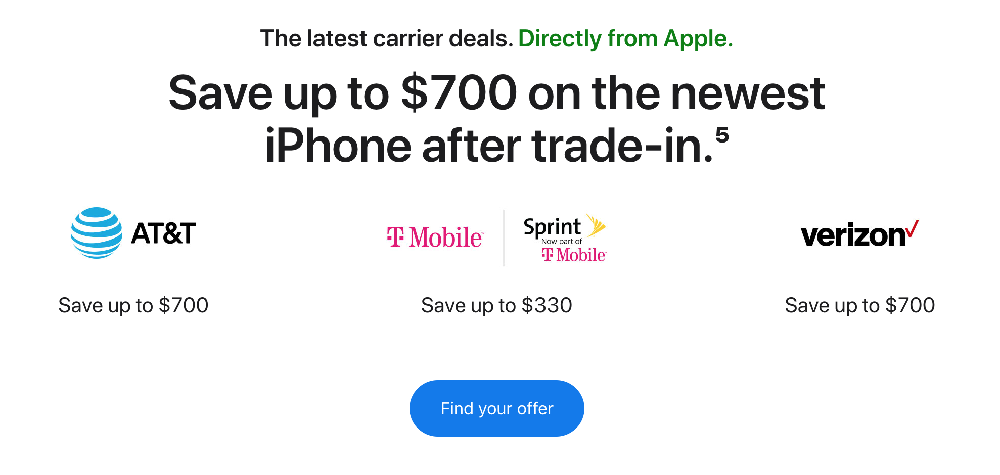 The latest carrier deals. Directly from Apple.
Save up to $700 on the newest
iPhone after trade-in.⁵
AT&T
T Mobile™
Sprint
Now part of
T Mobile™
verizon✓
Save up to $700
Save up to $330
Save up to $700
Find your offer